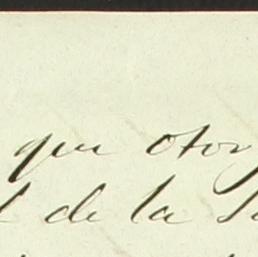 que otor
l de la